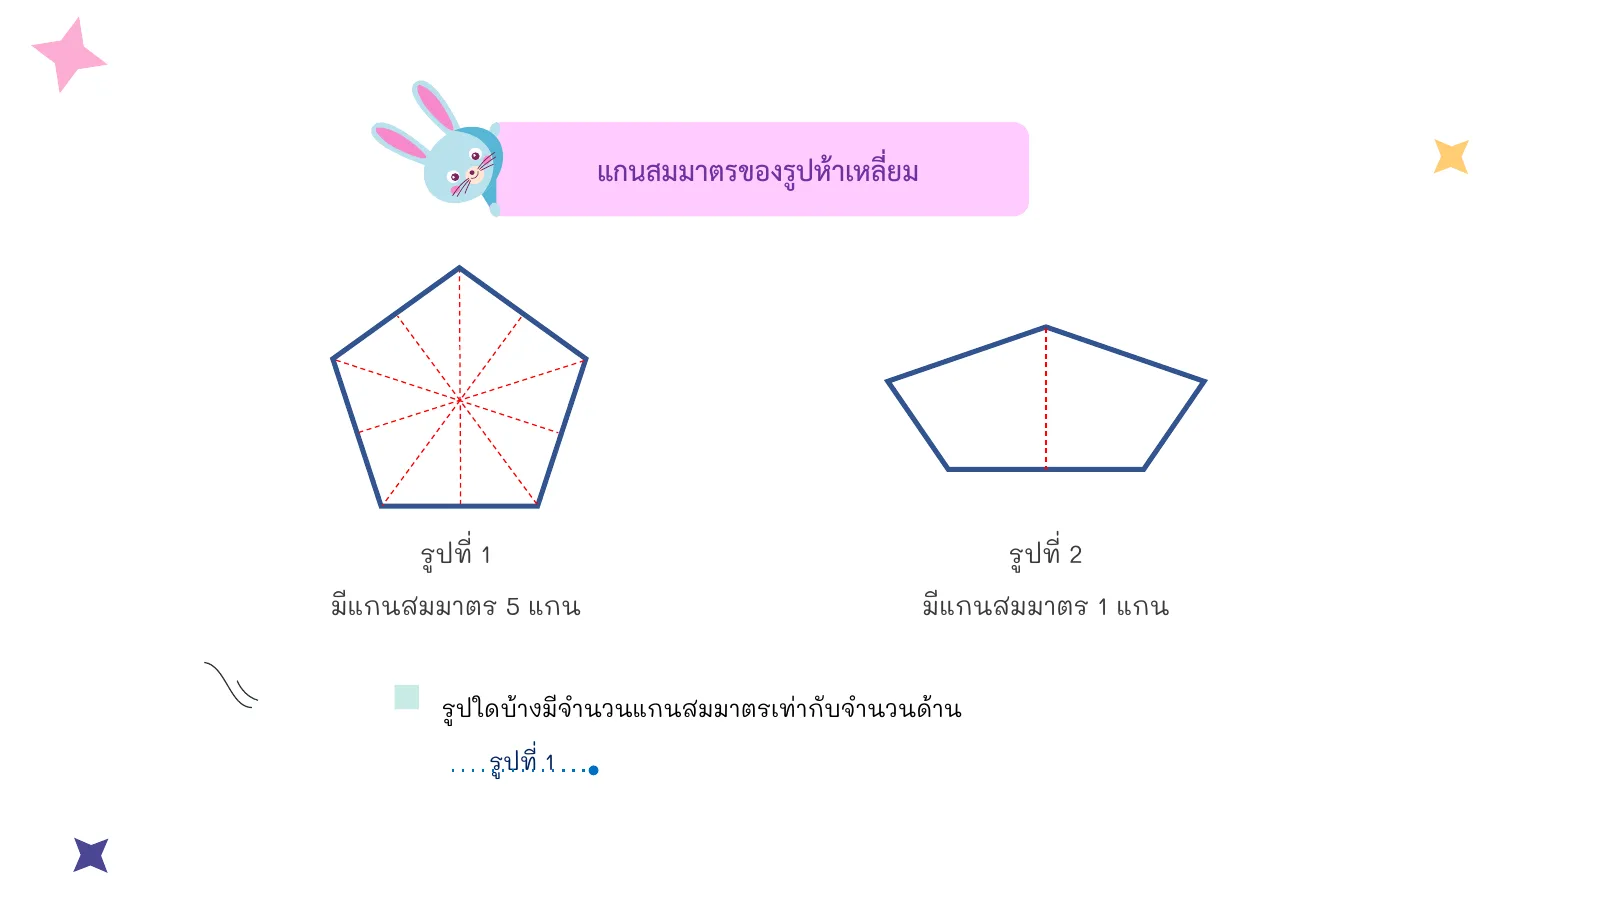 แกนสมมาตรของรูปห้าเหลี่ยม
รูปที่ 1
มีแกนสมมาตร 5 แกน
รูปที่ 2
มีแกนสมมาตร 1 แกน
รูปใดบ้างมีจำนวนแกนสมมาตรเท่ากับจำนวนด้าน
รูปที่ 1